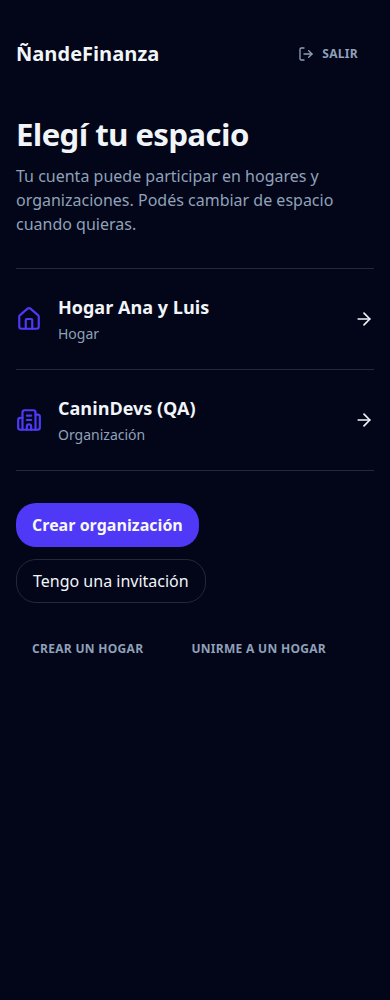 ÑandeFinanza
SALIR
Elegí tu espacio
Tu cuenta puede participar en hogares y
organizaciones. Podés cambiar de espacio
cuando quieras.
Hogar Ana y Luis
Hogar
CaninDevs (QA)
Organización
Crear organización
Tengo una invitación
CREAR UN HOGAR
UNIRME A UN HOGAR